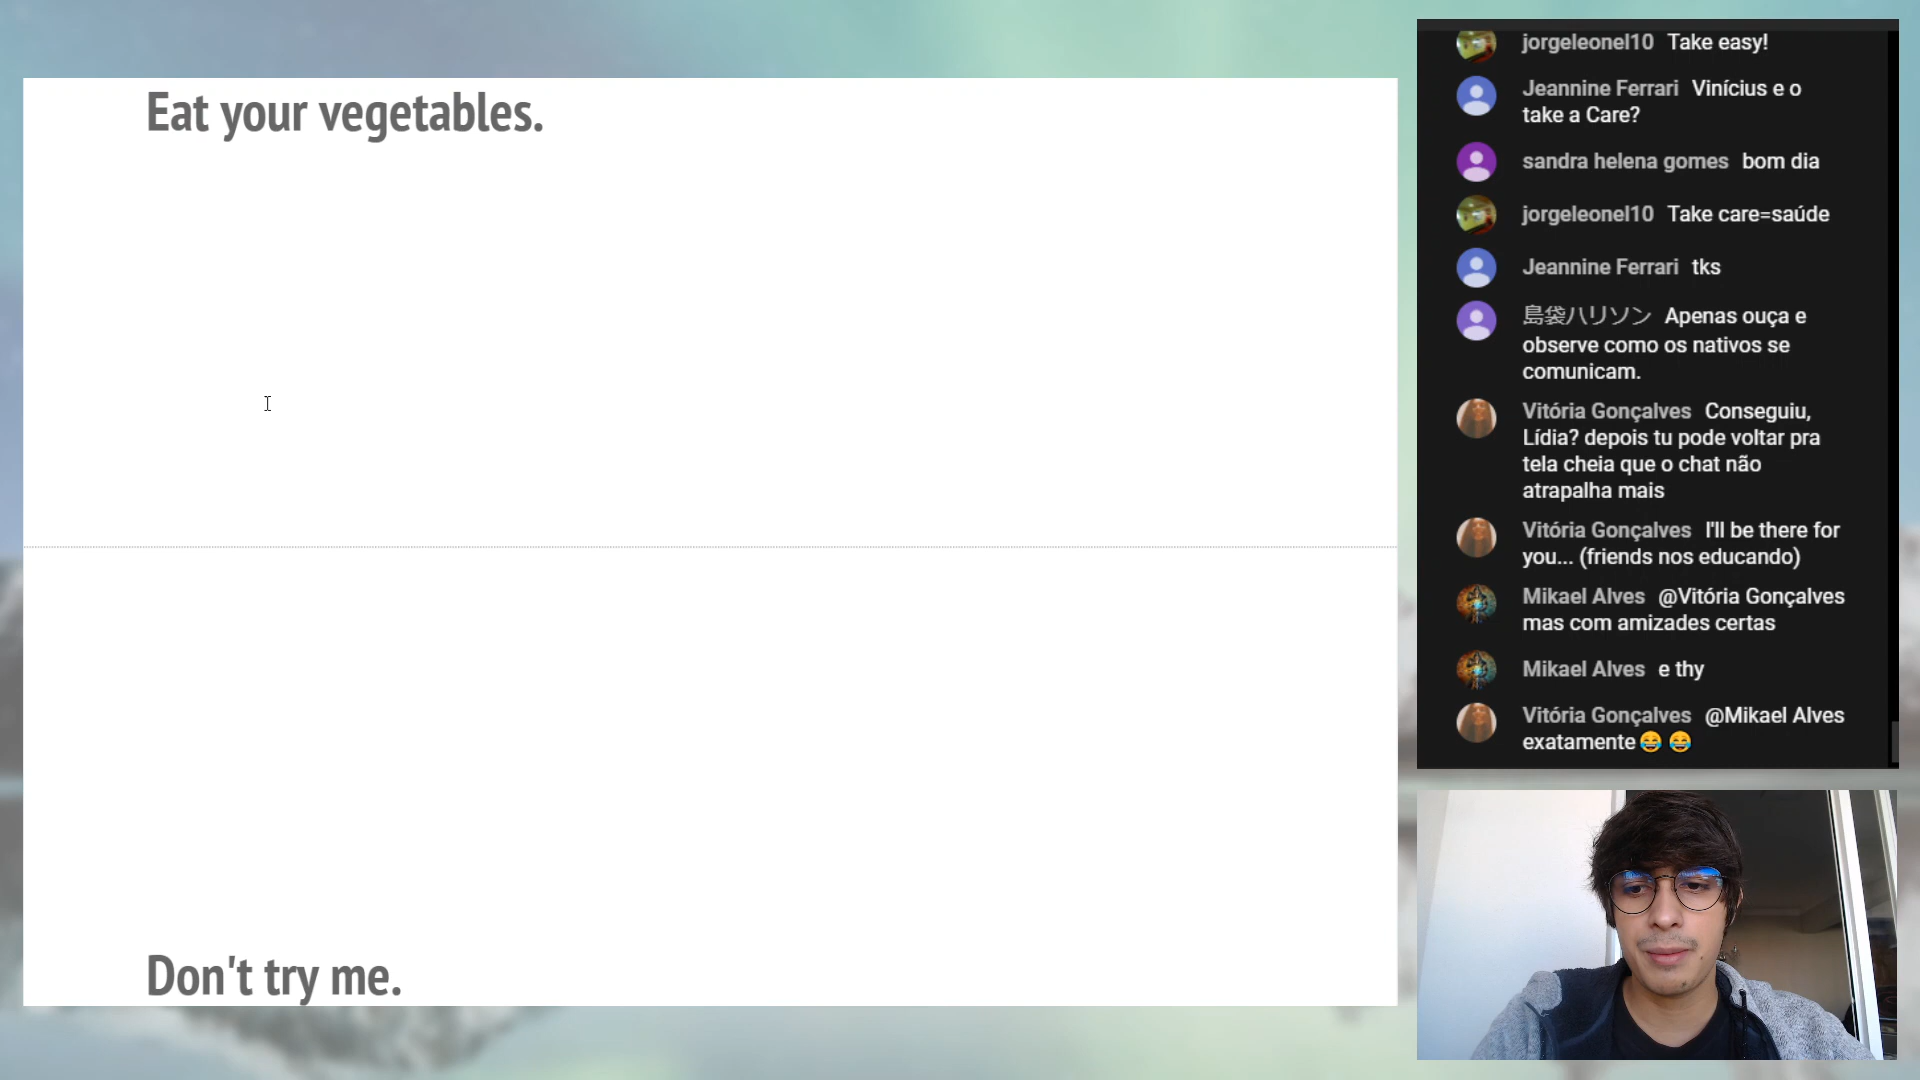 Eat your vegetables.
Don't try me.
jorgeleonel10 Take easy!
Jeannine Ferrari Vinícius e o
take a Care?
sandra helena gomes bom dia
jorgeleonel10 Take care=saúde
Jeannine Ferrari tks
島袋ハリソン Apenas ouça e
observe como os nativos se
comunicam.
Vitória Gonçalves Conseguiu,
Lídia? depois tu pode voltar pra
tela cheia que o chat não
atrapalha mais
Vitória Gonçalves I'll be there for
you... (friends nos educando)
Mikael Alves @Vitória Gonçalves
mas com amizades certas
Mikael Alves e thy
Vitória Gonçalves @Mikael Alves
exatamente😂 😂